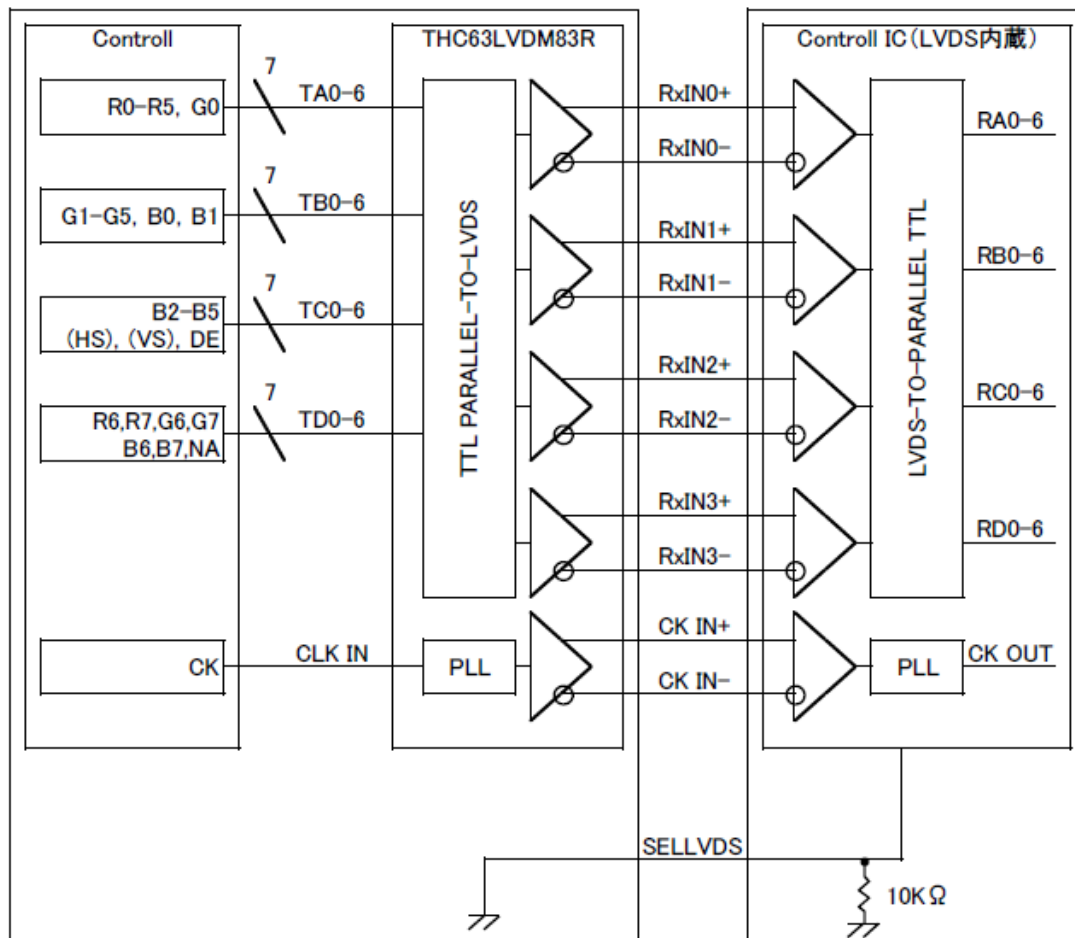 Controll
THC63LVDM83R
Controll IC(LVDS内蔵)
R0-R5, G0
7
TA0-6
RxIN0+
RxIN0-
RA0-6
G1-G5, B0, B1
7
TB0-6
RxIN1+
RxIN1-
RB0-6
B2-B5
(HS), (VS), DE
7
TC0-6
RxIN2+
RxIN2-
RC0-6
R6,R7,G6,G7
B6,B7,NA
7
TD0-6
RxIN3+
RxIN3-
RD0-6
TTL PARALLEL-TO-LVDS
LVDS-TO-PARALLEL TTL
CK
CLK IN
PLL
CK IN+
CK IN-
PLL
CK OUT
SELLVDS
10KΩ